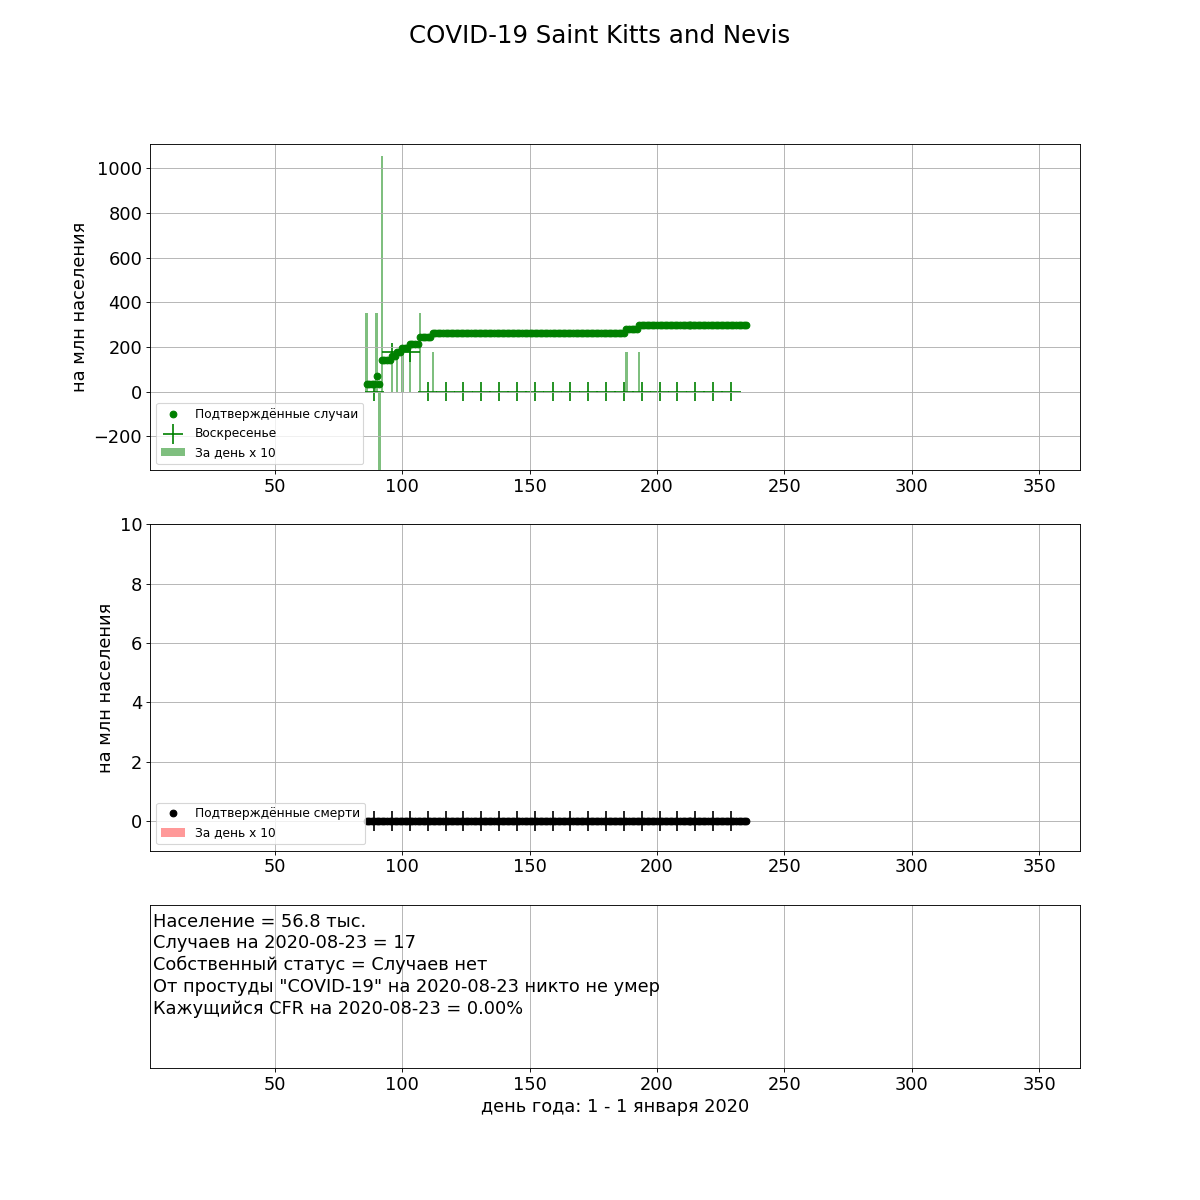 COVID-19 Saint Kitts and Nevis
на млн населения
1000
800
600
400
200
0
−200
Подтверждённые случаи
Воскресенье
За день x 10
50 100 150 200 250 300 350
на млн населения
10
8
6
4
2
0
Подтверждённые смерти
За день x 10
50 100 150 200 250 300 350
Население = 56.8 тыс.
Случаев на 2020-08-23 = 17
Собственный статус = Случаев нет
От простуды "COVID-19" на 2020-08-23 никто не умер
Кажущийся CFR на 2020-08-23 = 0.00%
50 100 150 200 250 300 350
день года: 1 - 1 января 2020